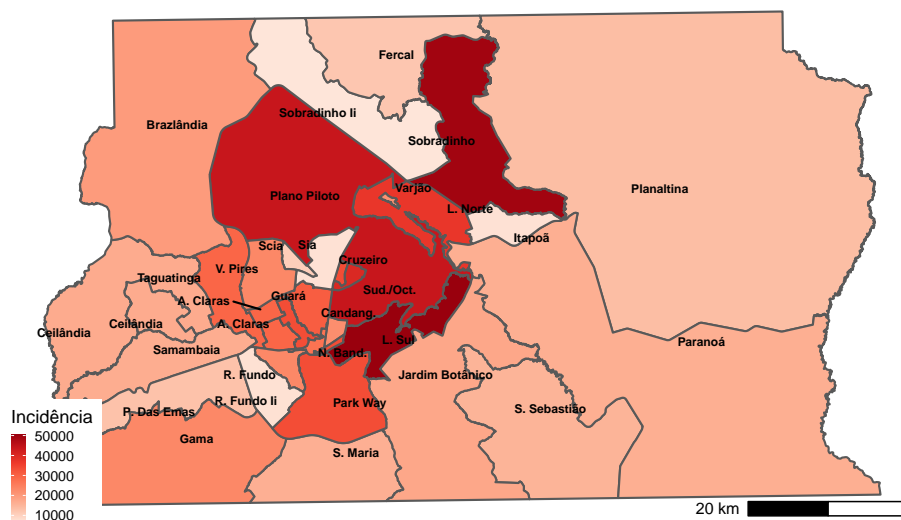 Fercal
Sobradinho Ii
Brazlândia
Sobradinho
Varjão
Planaltina
Plano Piloto
L. Norte
Itapoã
Scia
Sia
Cruzeiro
V. Pires
Taguatinga
Sud./Oct.
A. Claras
Guará
Candang.
Ceilândia
Ceilândia
A. Claras
L. Sul
Paranoá
Samambaia
N. Band.
R. Fundo
Jardim Botânico
R. Fundo Ii
Park Way
P. Das Emas
S. Sebastião
Gama
S. Maria
Incidência
50000
40000
30000
20000
10000
20 km